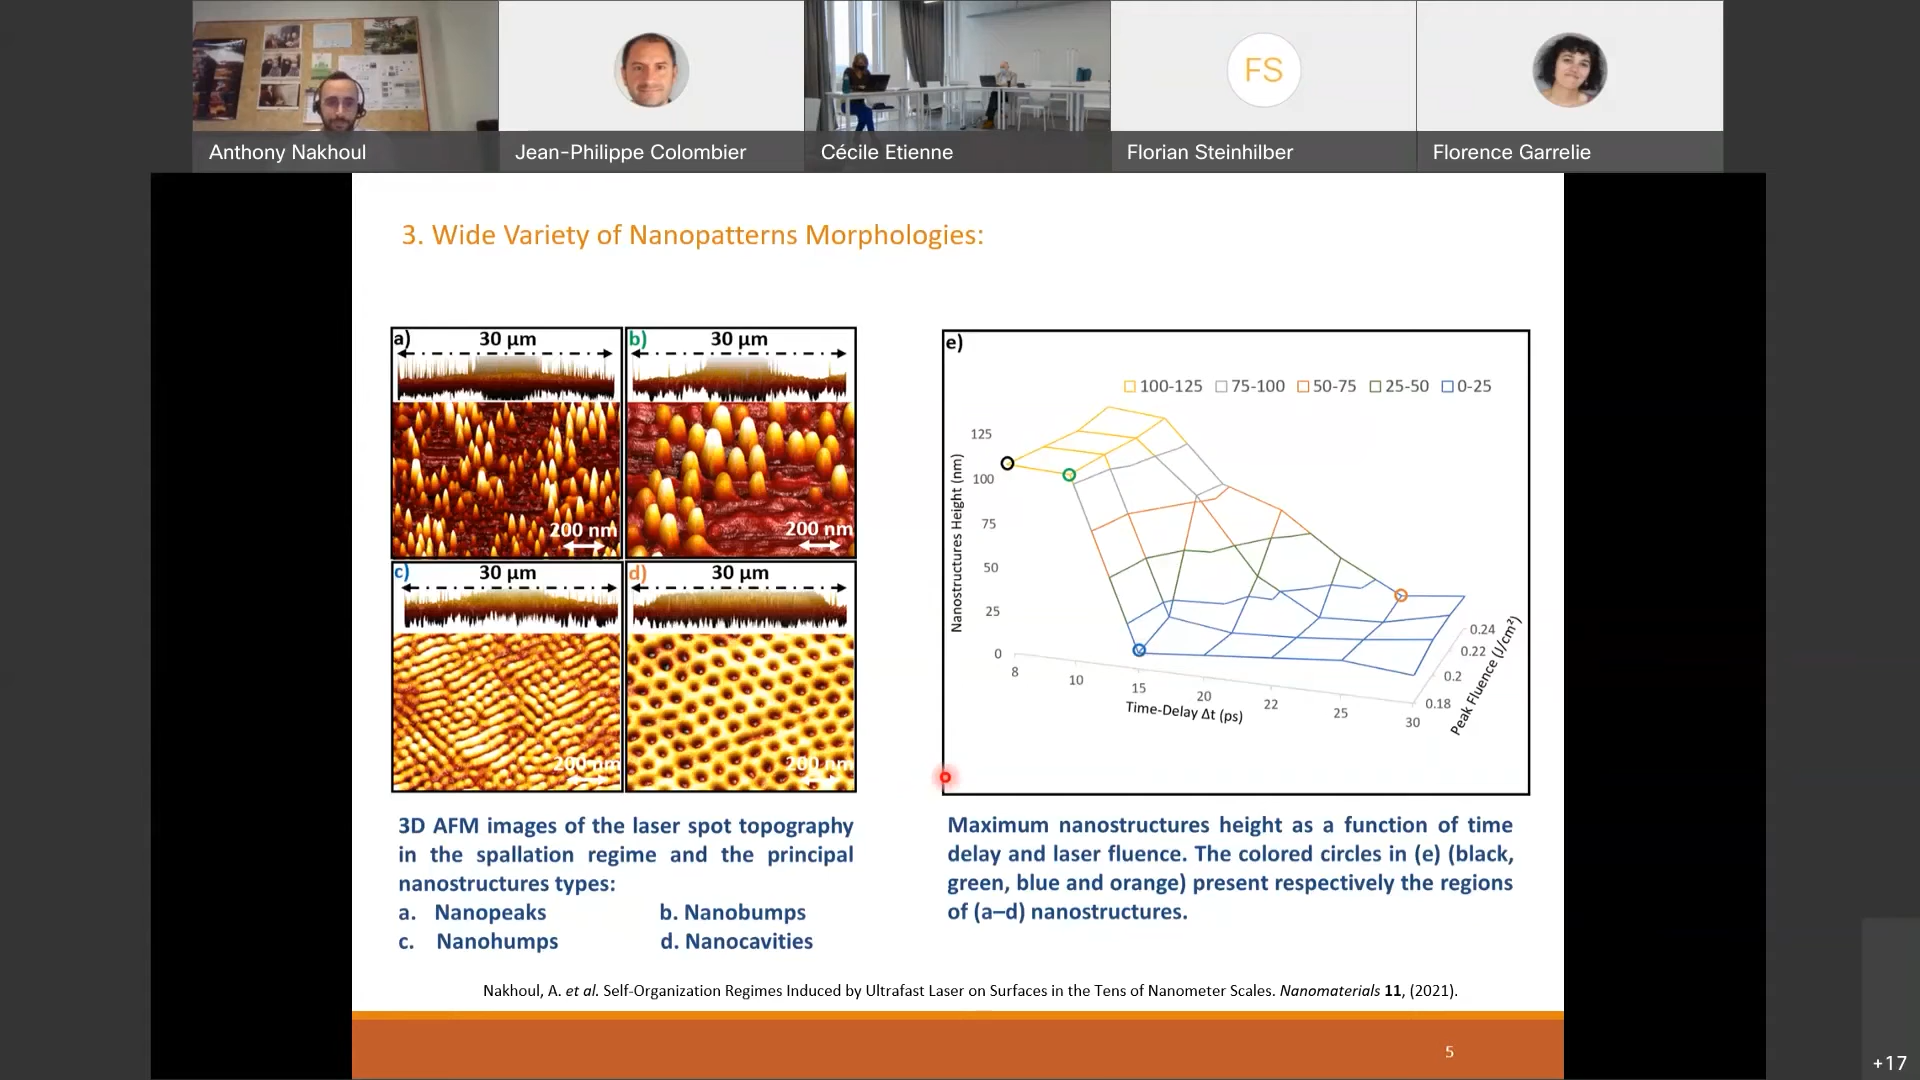 Anthony Nakhoul
Jean-Philippe Colombier
Cécile Etienne
FS
Florian Steinhilber
Florence Garrelie
3. Wide Variety of Nanopatterns Morphologies:
a)
30 µm
200 nm
b)
30 µm
200 nm
c)
30 µm
200 nm
d)
30 µm
200 nm
e)
100-125 75-100 50-75 25-50 0-25
Nanostructures Height (nm)
125
100
75
50
25
0
8
10
15
20
22
25
30
Time-Delay Δt (ps)
0.24
0.22
0.2
0.18
Peak Fluence (J/cm²)
3D AFM images of the laser spot topography
in the spallation regime and the principal
nanostructures types:
a. Nanopeaks b. Nanobumps
c. Nanohumps d. Nanocavities
Maximum nanostructures height as a function of time
delay and laser fluence. The colored circles in (e) (black,
green, blue and orange) present respectively the regions
of (a–d) nanostructures.
Nakhoul, A. et al. Self-Organization Regimes Induced by Ultrafast Laser on Surfaces in the Tens of Nanometer Scales. Nanomaterials 11, (2021).
5
+17